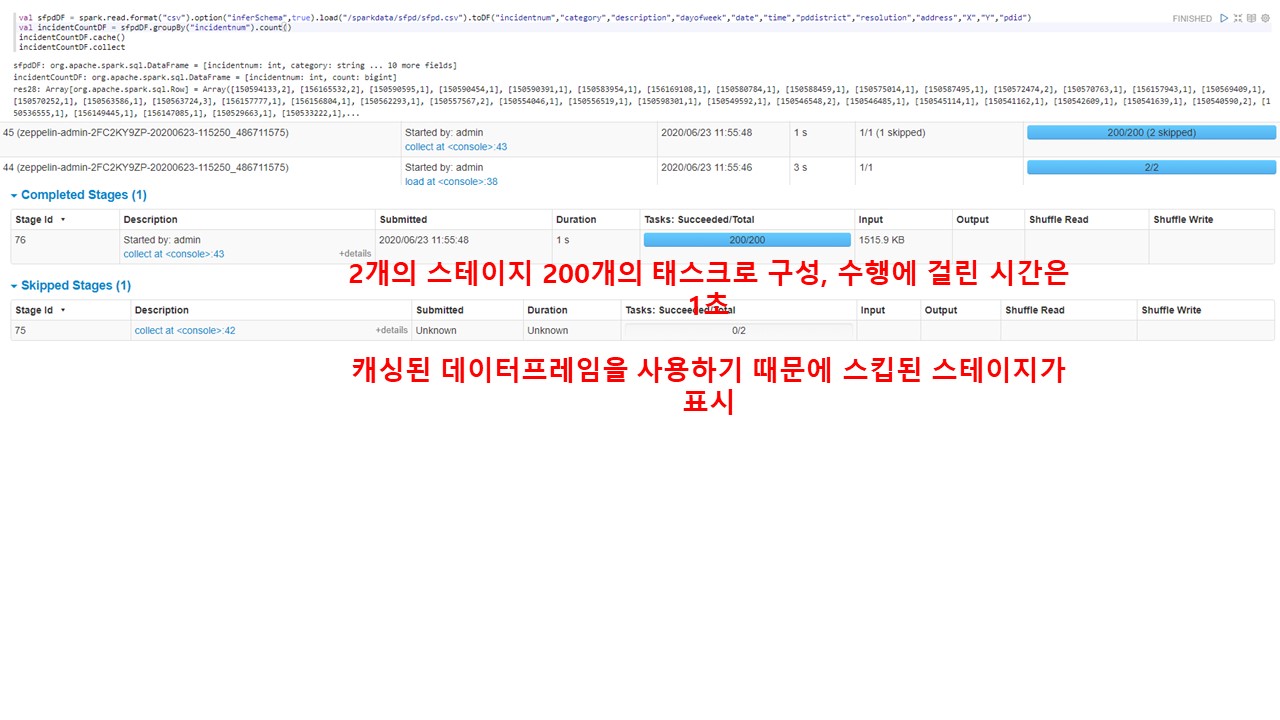 val sfpdDF = spark.read.format("csv").option("inferSchema",true).load("/sparkdata/sfpd/sfpd.csv").toDF("incidentnum","category","description","dayofweek","date","time","pddistrict","resolution","address","X","Y","pdid")
FINISHED
val incidentCountDF = sfpdDF.groupBy("incidentnum").count()
incidentCountDF.cache()
incidentCountDF.collect
sfpdDF: org.apache.spark.sql.DataFrame = [incidentnum: int, category: string ... 10 more fields]
incidentCountDF: org.apache.spark.sql.DataFrame = [incidentnum: int, count: bigint]
res28: Array[org.apache.spark.sql.Row] = Array([150594133,2], [156165532,2], [150590595,1], [150590454,1], [150590391,1], [150583954,1], [156169108,1], [150580784,1], [150588459,1], [150575014,1], [150587495,1], [150572474,2], [150570763,1], [156157943,1], [150569409,1],
[150570252,1], [150563586,1], [150563724,3], [156157777,1], [156156804,1], [150562293,1], [150557567,2], [150554046,1], [150556519,1], [150598301,1], [150549592,1], [150546548,2], [150546485,1], [150545114,1], [150541162,1], [150542609,1], [150541639,1], [150540590,2], [1
50536555,1], [156149445,1], [156147085,1], [150529663,1], [150533222,1],...
45 (zeppelin-admin-2FC2KY9ZP-20200623-115250_486711575) Started by: admin 2020/06/23 11:55:48 1 s 1/1 (1 skipped) 200/200 (2 skipped)
collect at <console>:43
44 (zeppelin-admin-2FC2KY9ZP-20200623-115250_486711575) Started by: admin 2020/06/23 11:55:46 3 s 1/1 2/2
load at <console>:38
Completed Stages (1)
Stage Id Description Submitted Duration Tasks: Succeeded/Total Input Output Shuffle Read Shuffle Write
76 Started by: admin 2020/06/23 11:55:48 1 s 200/200 1515.9 KB
collect at <console>:43 +details
2개의 스테이지 200개의 태스크로 구성, 수행에 걸린 시간은
1초
Skipped Stages (1)
Stage Id Description Submitted Duration Tasks: Succeeded/Total Input Output Shuffle Read Shuffle Write
75 collect at <console>:42 +details Unknown Unknown 0/2
캐싱된 데이터프레임을 사용하기 때문에 스킵된 스테이지가
표시